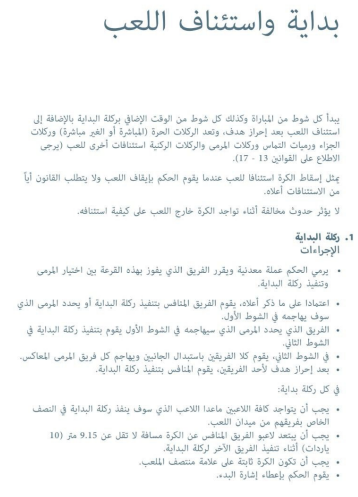 بداية واستئناف اللعب
يبدأ كل شوط من المباراة وكذلك كل شوط من الوقت الإضافي بركلة البداية بالإضافة إلى
استئناف اللعب بعد إحراز هدف، وتعد الركلات الحرة (المباشرة أو الغير مباشرة) وركلات
الجزاء ورميات التماس وركلات المرمى والركلات الركنية استئنافات أخرى للعب (يرجى
الاطلاع على القوانين 13 - 17).
يمثل إسقاط الكرة استئنافا للعب عندما يقوم الحكم بإيقاف اللعب ولا يتطلب القانون أياً
من الاستئنافات أعلاه.
لا يؤثر حدوث مخالفة أثناء تواجد الكرة خارج اللعب على كيفية استئنافه.
1. ركلة البداية
الإجراءات
• يرمي الحكم عملة معدنية ويقرر الفريق الذي يفوز بهذه القرعة بين اختيار المرمى
وتنفيذ ركلة البداية.
• اعتمادا على ما ذكر أعلاه، يقوم الفريق المنافس بتنفيذ ركلة البداية أو يحدد المرمى الذي
سوف يهاجمه في الشوط الأول.
• الفريق الذي يحدد المرمى الذي سيهاجمه في الشوط الأول يقوم بتنفيذ ركلة البداية في
الشوط الثاني.
• في الشوط الثاني، يقوم كلا الفريقين باستبدال الجانبين ويهاجم كل فريق المرمى المعاكس.
• بعد إحراز هدف لأحد الفريقين، يقوم المنافس بتنفيذ ركلة البداية.
في كل ركلة بداية:
• يجب أن يتواجد كافة اللاعبين ماعدا اللاعب الذي سوف ينفذ ركلة البداية في النصف
الخاص بفريقهم من ميدان اللعب.
• يجب أن يبتعد لاعبو الفريق المنافس عن الكرة مسافة لا تقل عن 9.15 متر (10
ياردات) أثناء تنفيذ الفريق الآخر لركلة البداية.
• يجب أن تكون الكرة ثابتة على علامة منتصف الملعب.
• يقوم الحكم بإعطاء إشارة البدء.